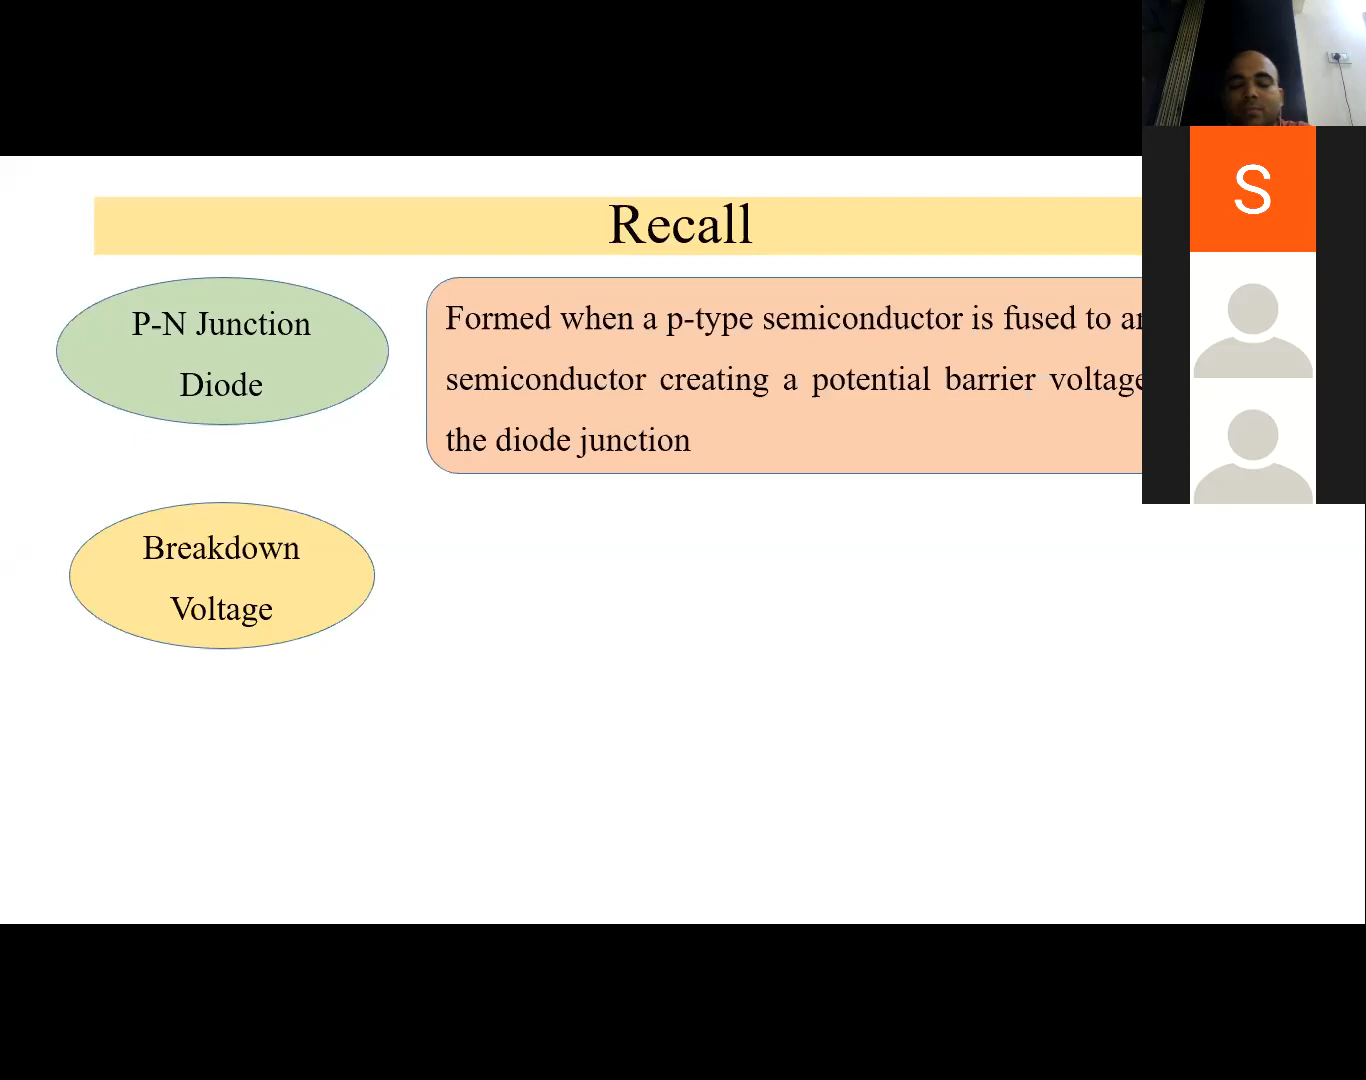 Recall
P-N Junction
Diode
Formed when a p-type semiconductor is fused to
semiconductor creating a potential barrier voltage
the diode junction
Breakdown
Voltage
S